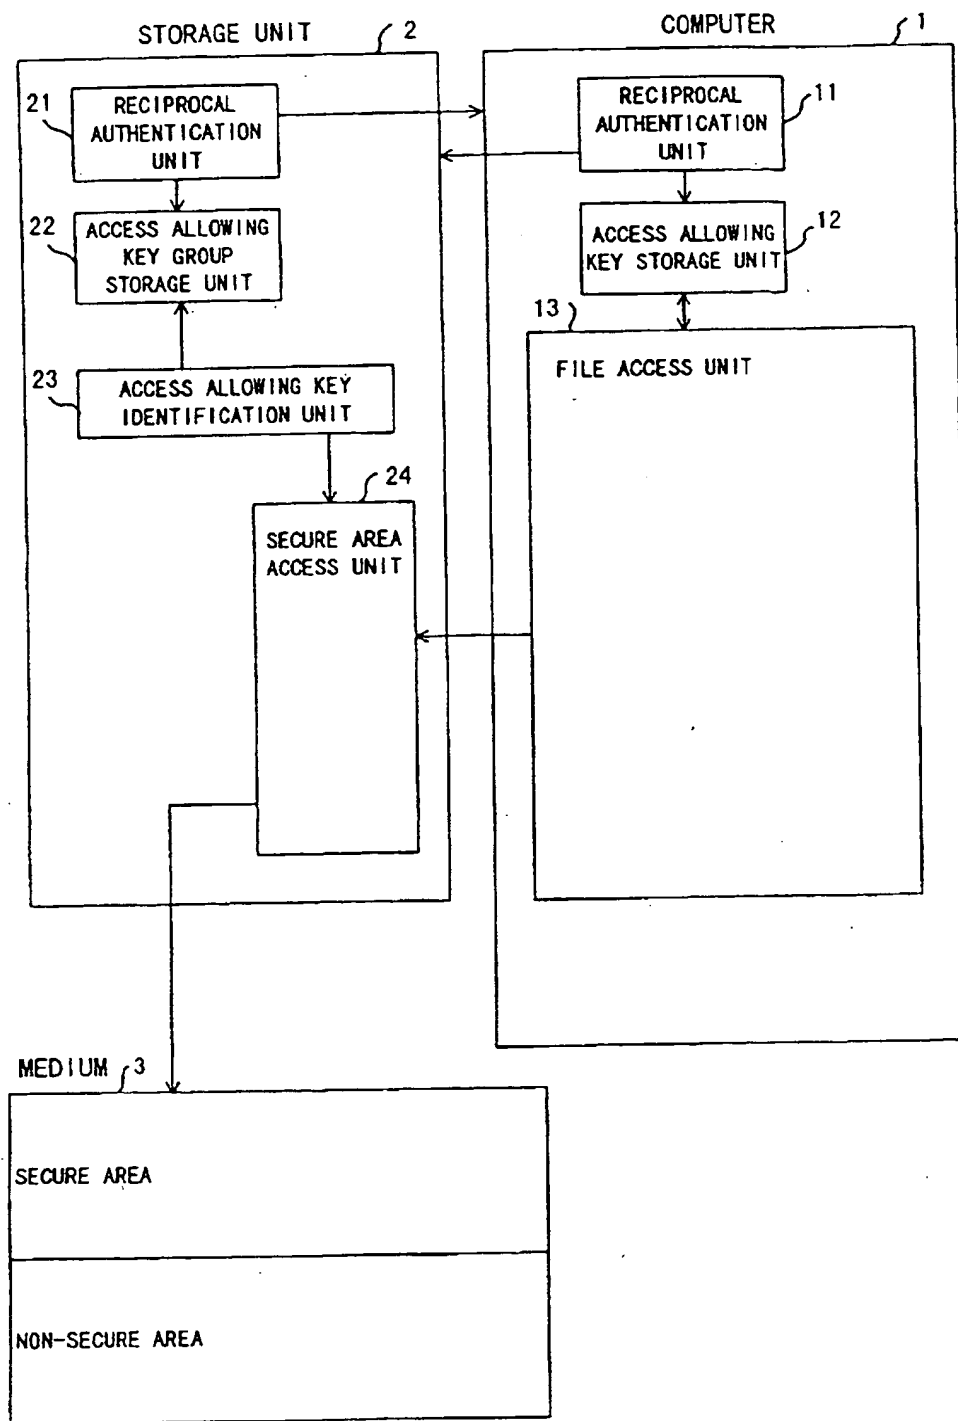 STORAGE UNIT
2
COMPUTER
1
21
RECIPROCAL
AUTHENTICATION
UNIT
RECIPROCAL
AUTHENTICATION
UNIT
11
22
ACCESS ALLOWING
KEY GROUP
STORAGE UNIT
ACCESS ALLOWING
KEY STORAGE UNIT
12
13
FILE ACCESS UNIT
23
ACCESS ALLOWING KEY
IDENTIFICATION UNIT
24
SECURE AREA
ACCESS UNIT
MEDIUM
3
SECURE AREA
NON-SECURE AREA